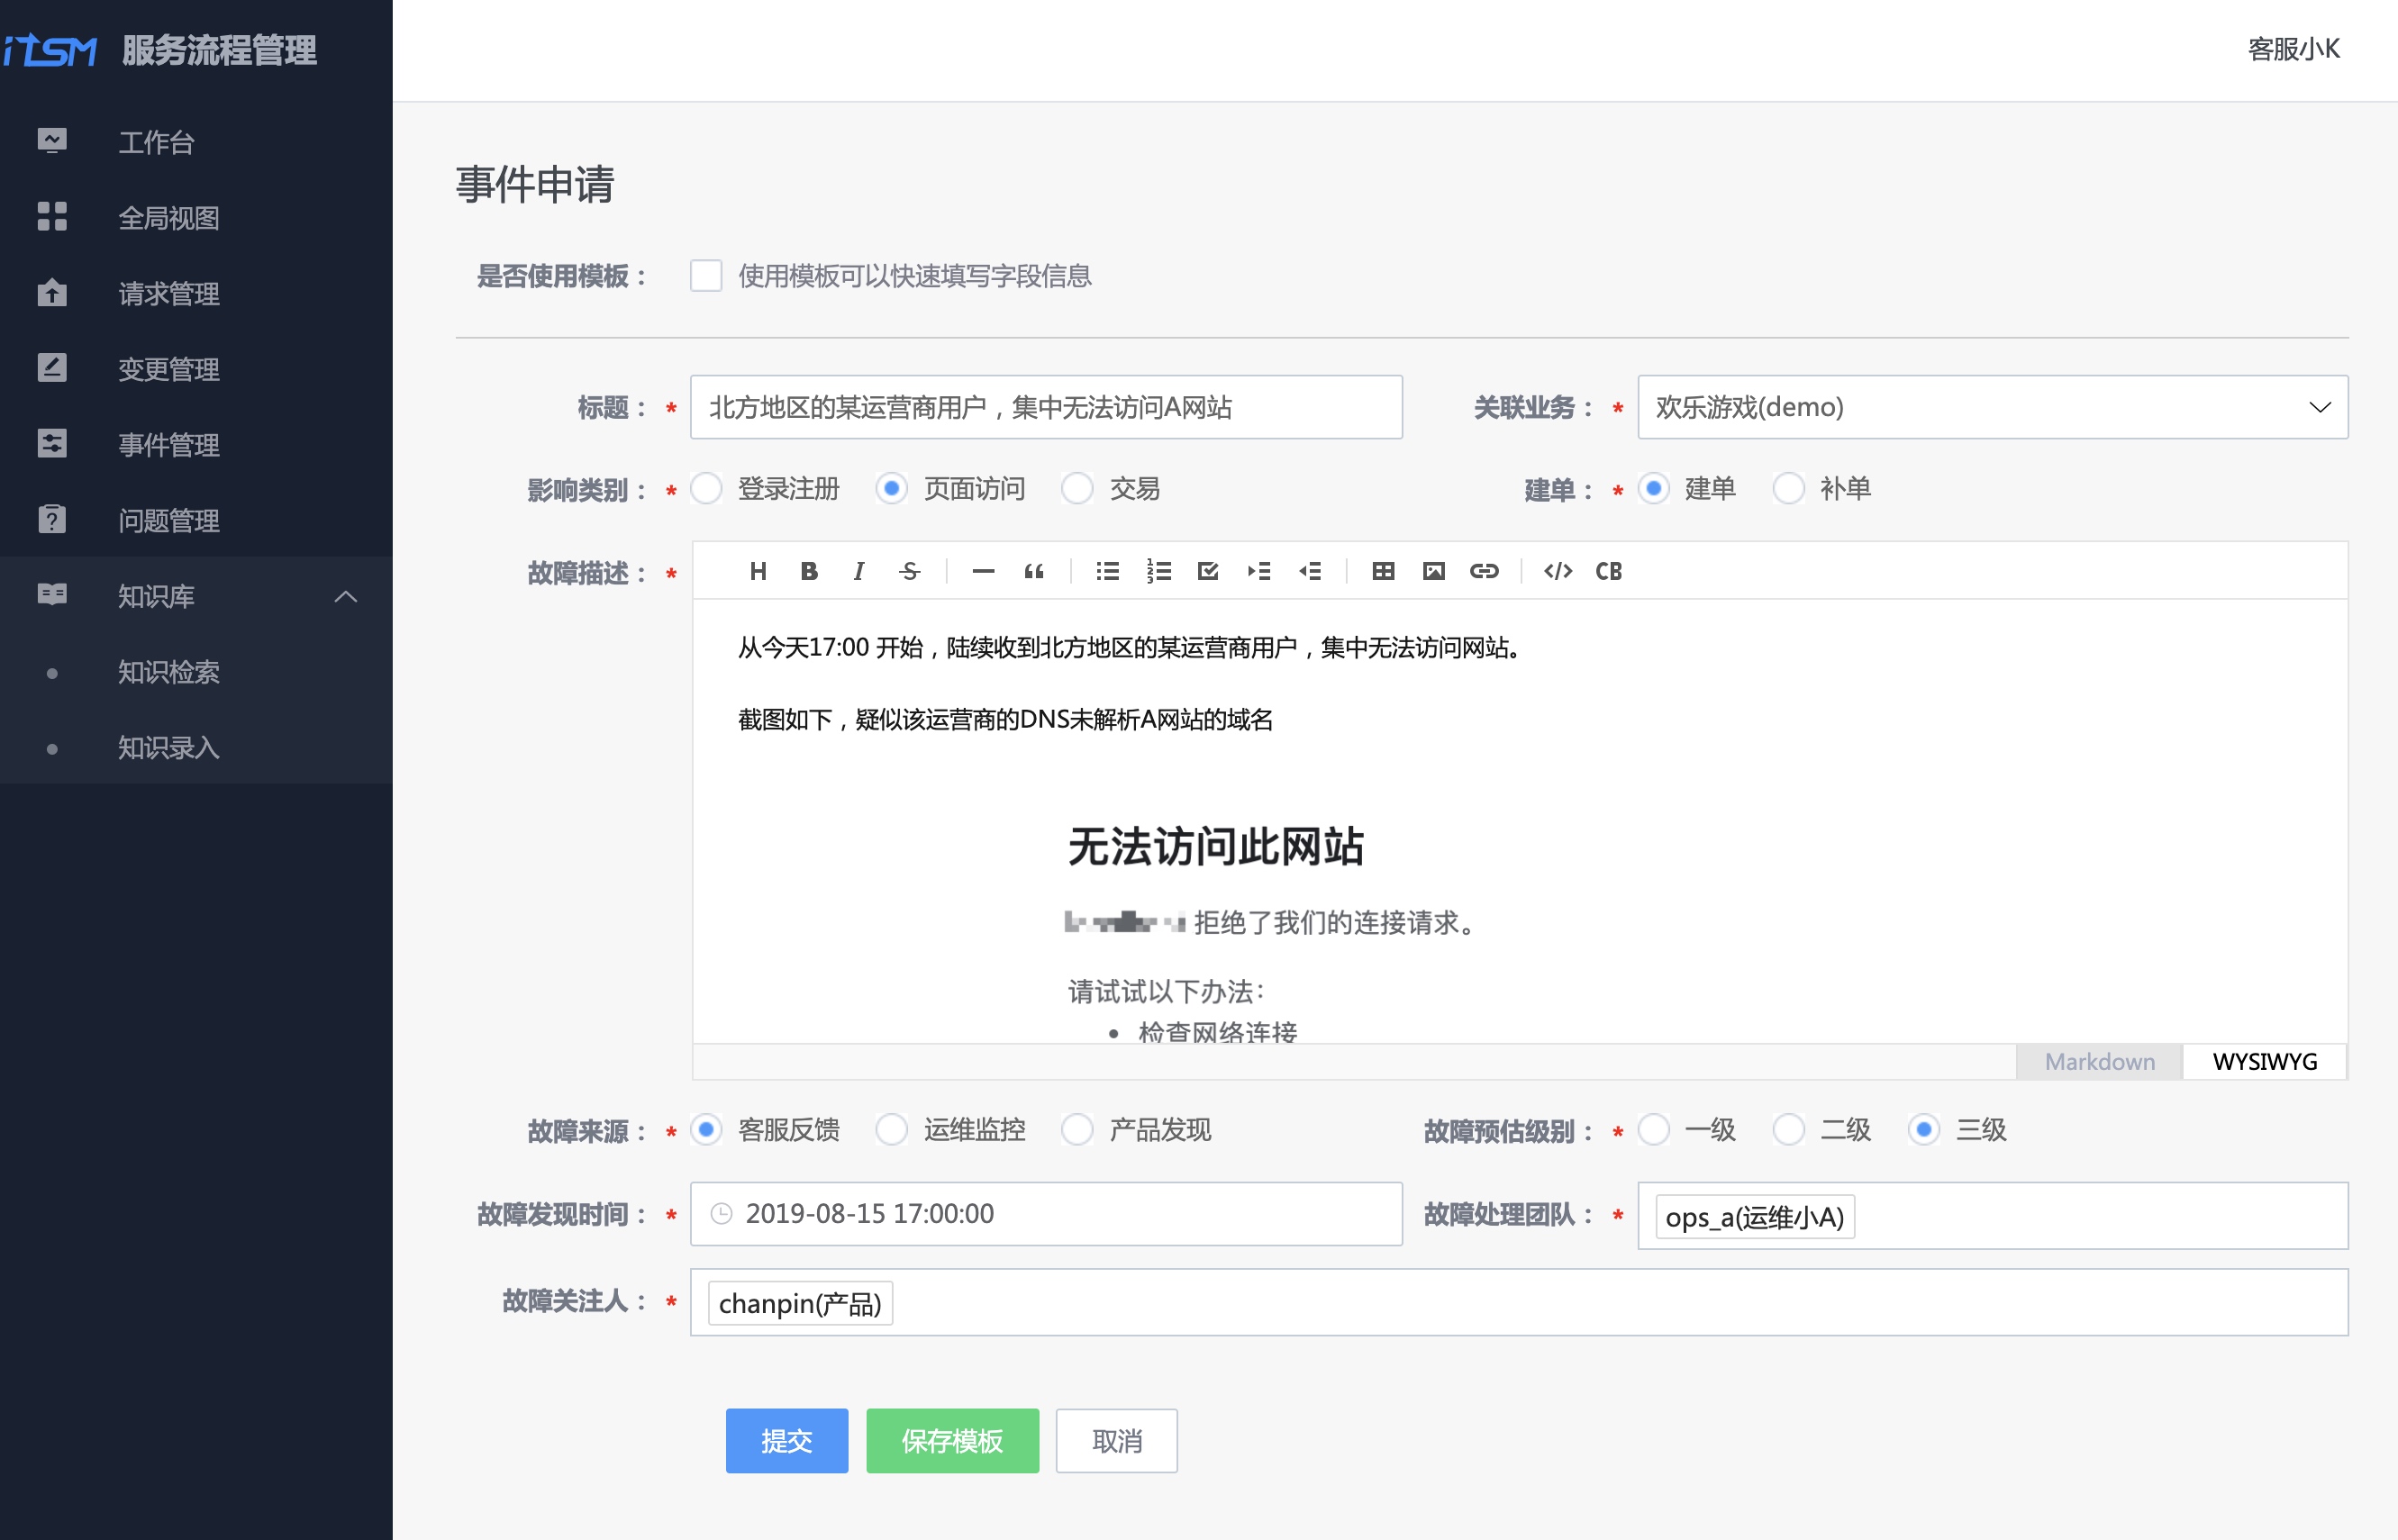 iTSM 服务流程管理
客服小K
工作台
全局视图
请求管理
变更管理
事件管理
问题管理
知识库
知识检索
知识录入
事件申请
是否使用模板： 使用模板可以快速填写字段信息
标题： * 北方地区的某运营商用户，集中无法访问A网站 关联业务： * 欢乐游戏(demo)
影响类别： * 登录注册 页面访问 交易 建单： * 建单 补单
故障描述： * H B I S </> CB
从今天17:00 开始，陆续收到北方地区的某运营商用户，集中无法访问网站。
截图如下，疑似该运营商的DNS未解析A网站的域名
无法访问此网站
拒绝了我们的连接请求。
请试试以下办法：
• 检查网络连接
Markdown WYSIWYG
故障来源： * 客服反馈 运维监控 产品发现 故障预估级别： * 一级 二级 三级
故障发现时间： * 2019-08-15 17:00:00 故障处理团队： * ops_a(运维小A)
故障关注人： * chanpin(产品)
提交 保存模板 取消